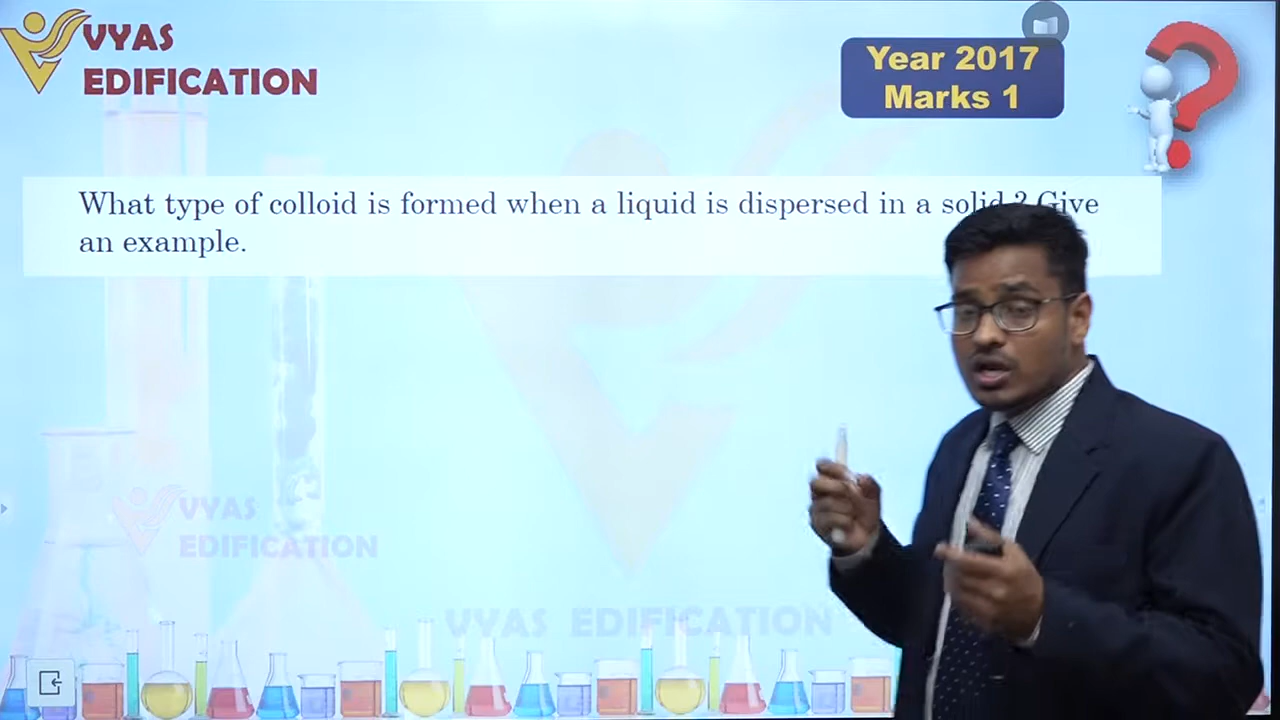 VYAS
EDIFICATION
Year 2017
Marks 1
What type of colloid is formed when a liquid is dispersed in a solid ? Give
an example.
VYAS
EDIFICATION
VYAS EDIFICATION